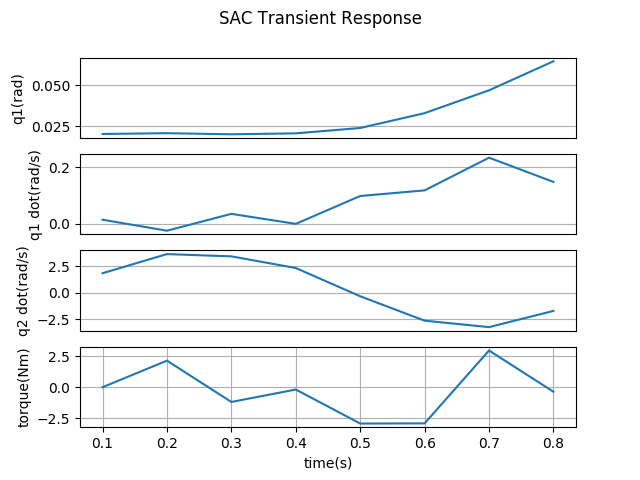 SAC Transient Response
q1(rad)
0.050
0.025
q1 dot(rad/s)
0.2
0.0
q2 dot(rad/s)
2.5
0.0
−2.5
torque(Nm)
2.5
0.0
−2.5
0.1 0.2 0.3 0.4 0.5 0.6 0.7 0.8
time(s)